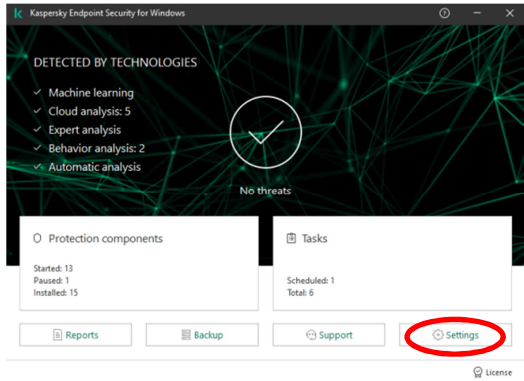 Kaspersky Endpoint Security for Windows
DETECTED BY TECHNOLOGIES
Machine learning
Cloud analysis: 5
Expert analysis
Behavior analysis: 2
Automatic analysis
No threats
Protection components
Started: 13
Paused: 1
Installed: 15
Tasks
Scheduled: 1
Total: 6
Reports
Backup
Support
Settings
License